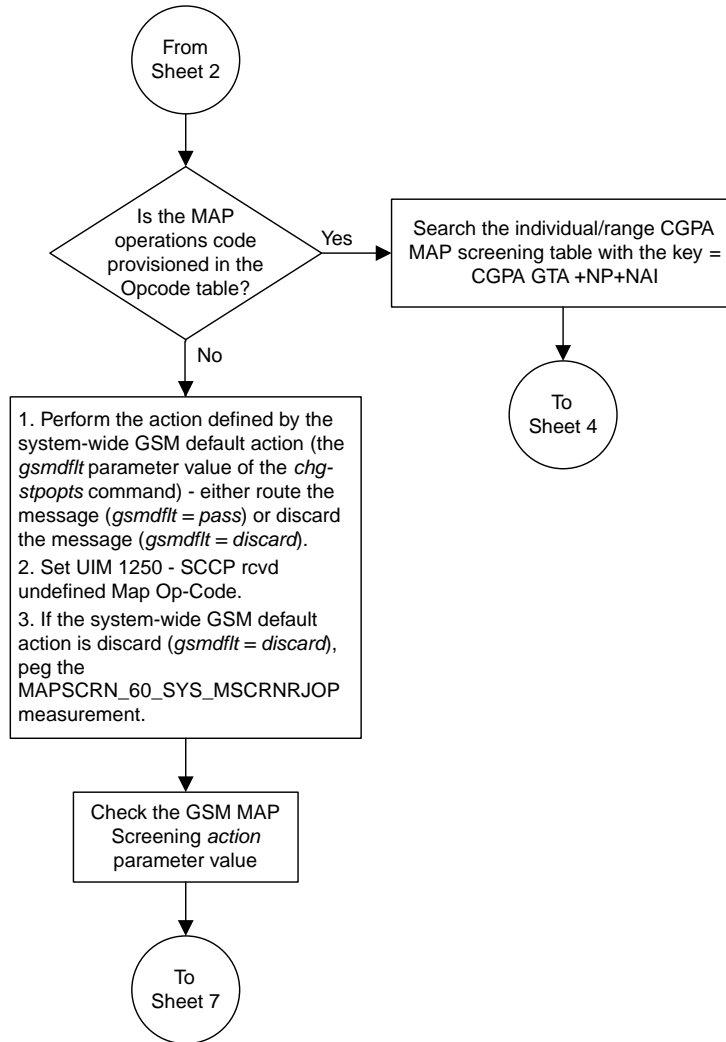 From
Sheet 2
Is the MAP
operations code
provisioned in the
Opcode table?
Yes
Search the individual/range CGPA
MAP screening table with the key =
CGPA GTA +NP+NAI
No
To
Sheet 4
1. Perform the action defined by the
system-wide GSM default action (the
gsmdflt parameter value of the chg-
stpopts command) - either route the
message (gsmdflt = pass) or discard
the message (gsmdflt = discard).
2. Set UIM 1250 - SCCP rcvd
undefined Map Op-Code.
3. If the system-wide GSM default
action is discard (gsmdflt = discard),
peg the
MAPSCRN_60_SYS_MSCRNRJOP
measurement.
Check the GSM MAP
Screening action
parameter value
To
Sheet 7